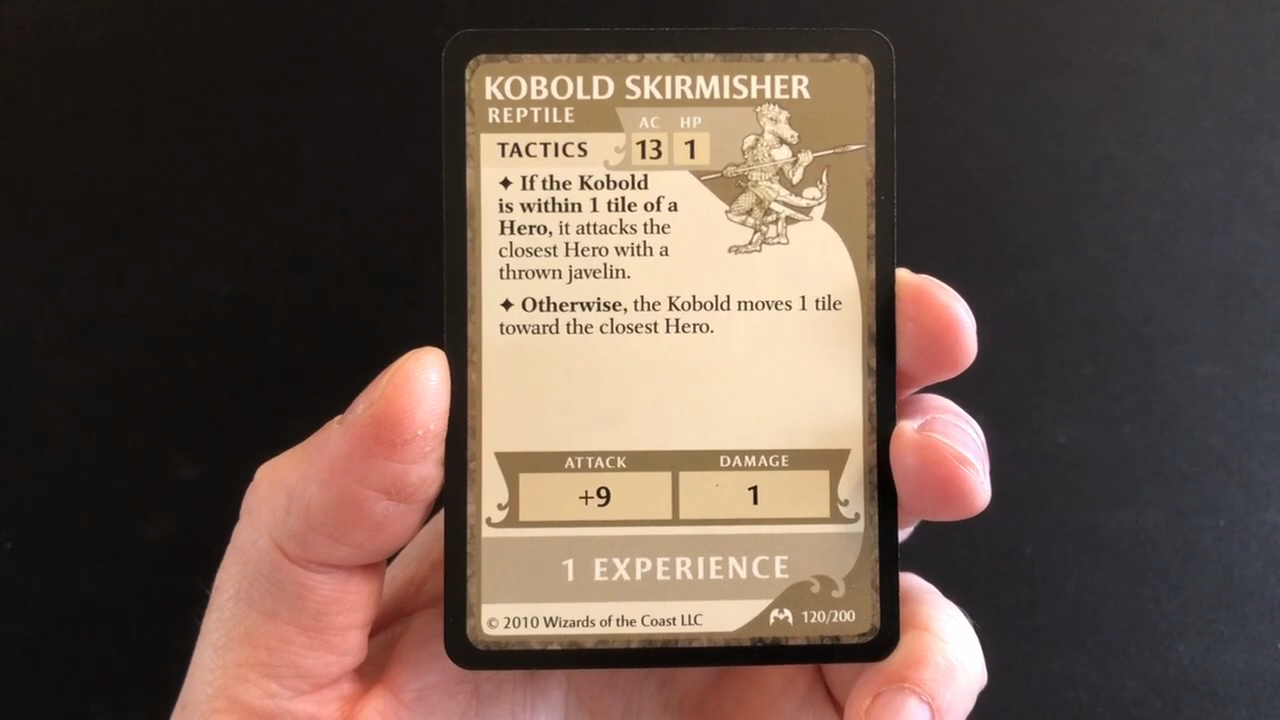 KOBOLD SKIRMISHER
REPTILE
AC HP
TACTICS
13 1
✦ If the Kobold
is within 1 tile of a
Hero, it attacks the
closest Hero with a
thrown javelin.
✦ Otherwise, the Kobold moves 1 tile
toward the closest Hero.
ATTACK DAMAGE
+9 1
1 EXPERIENCE
© 2010 Wizards of the Coast LLC
120/200